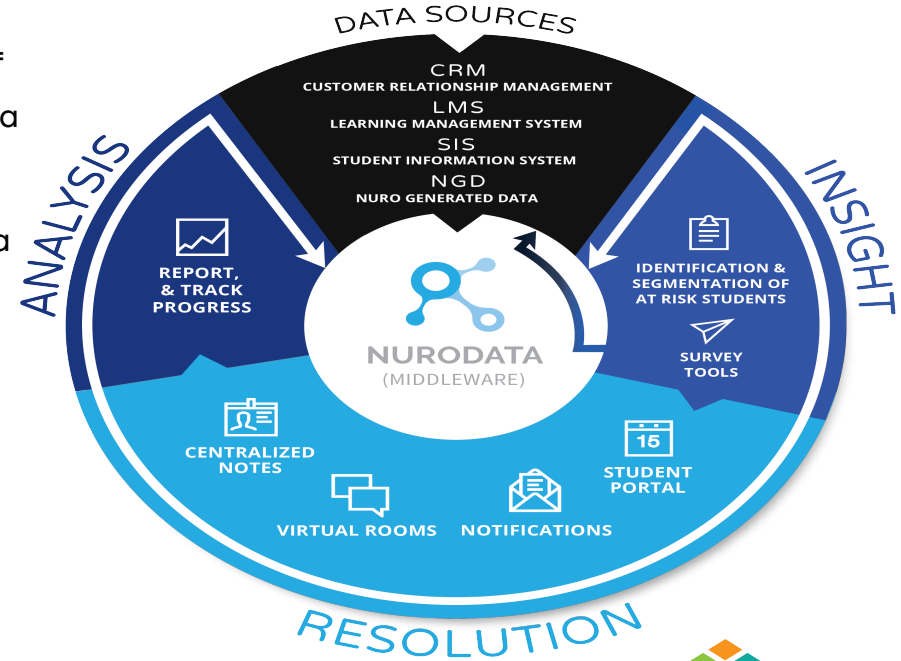 DATA SOURCES
CRM
CUSTOMER RELATIONSHIP MANAGEMENT
LMS
LEARNING MANAGEMENT SYSTEM
SIS
STUDENT INFORMATION SYSTEM
NGD
NURO GENERATED DATA
a
a
ANALYSIS
REPORT,
& TRACK
PROGRESS
INSIGHT
IDENTIFICATION &
SEGMENTATION OF
AT RISK STUDENTS
SURVEY
TOOLS
NURODATA
(MIDDLEWARE)
CENTRALIZED
NOTES
VIRTUAL ROOMS
NOTIFICATIONS
15
STUDENT
PORTAL
RESOLUTION